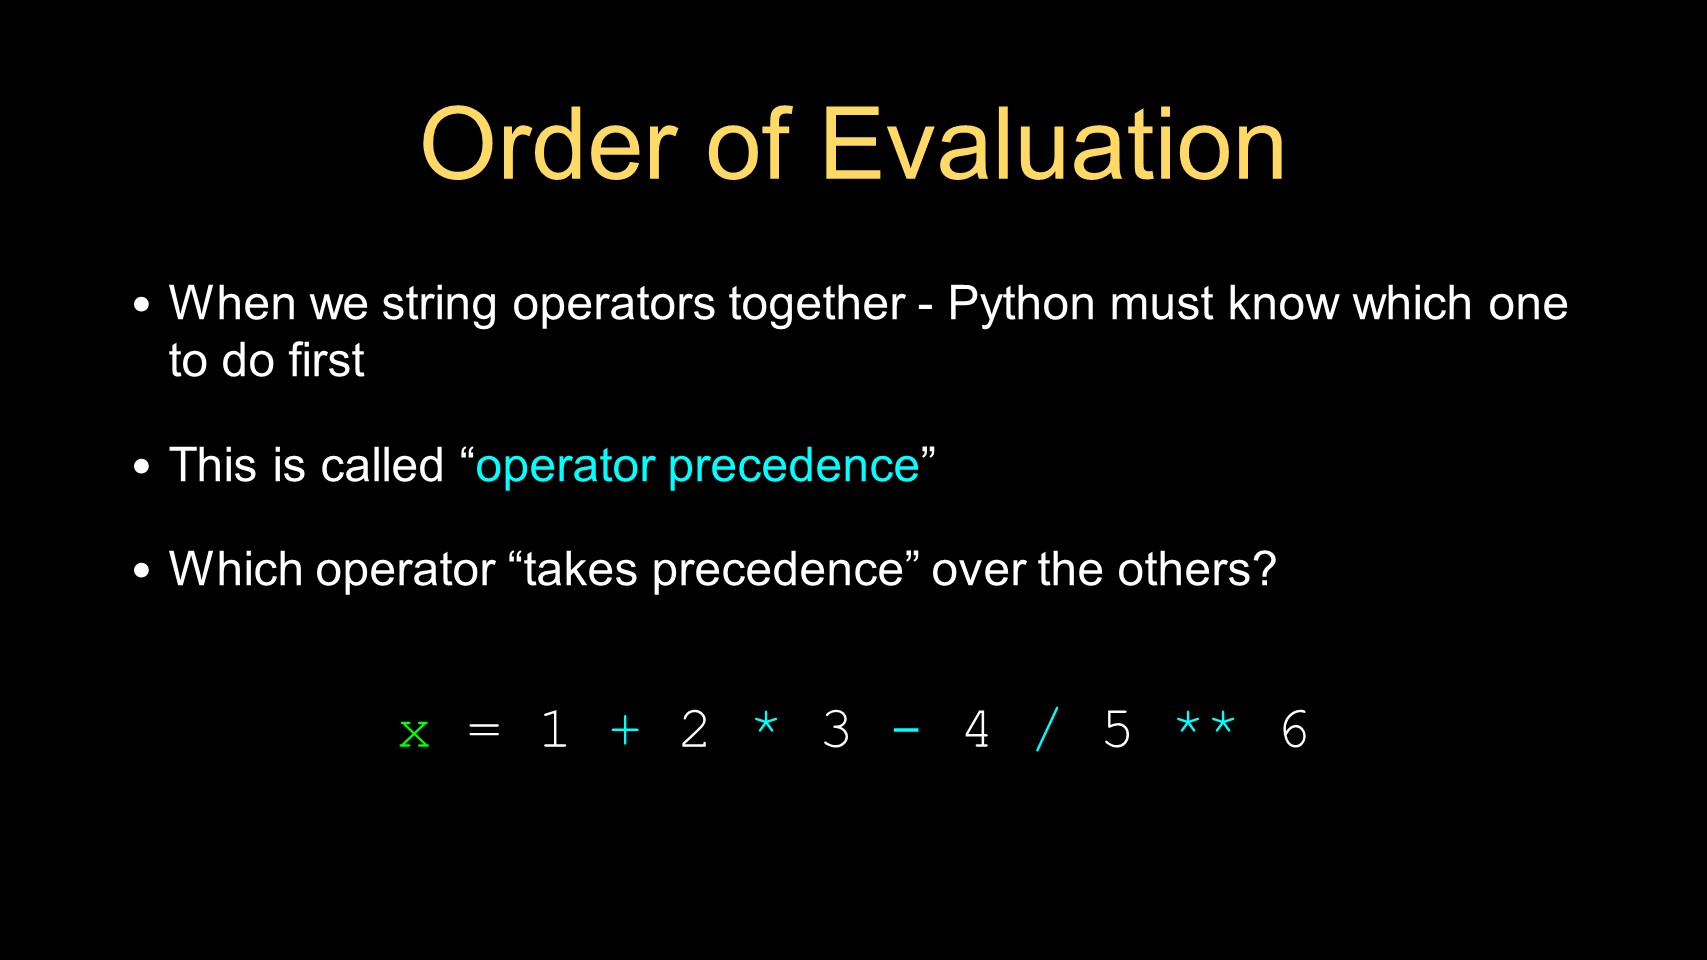 Order of Evaluation
• When we string operators together - Python must know which one
to do first
• This is called “operator precedence”
• Which operator “takes precedence” over the others?
x = 1 + 2 * 3 - 4 / 5 ** 6